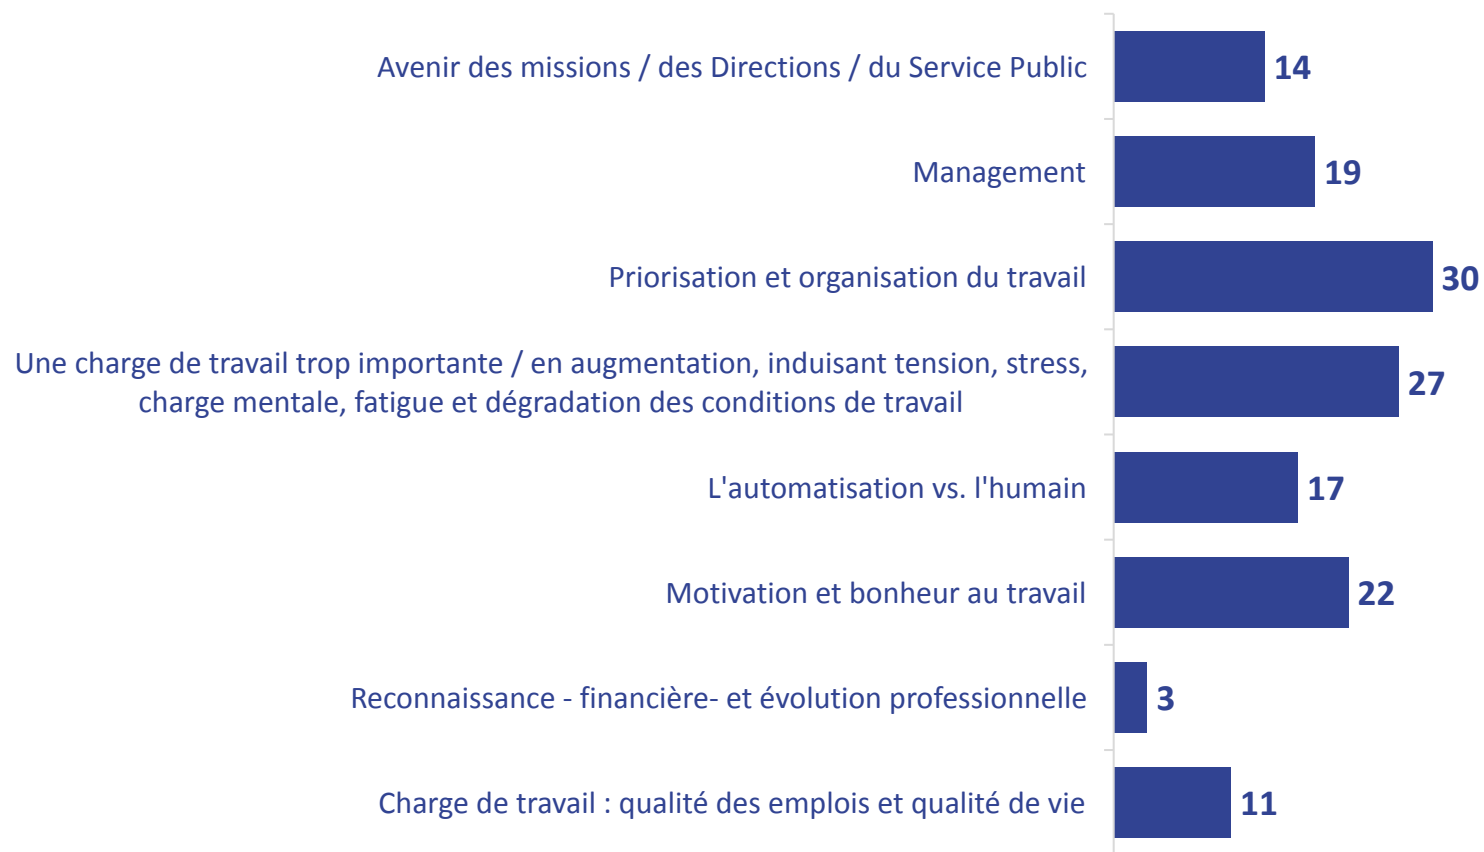 Avenir des missions / des Directions / du Service Public 14
Management 19
Priorisation et organisation du travail 30
Une charge de travail trop importante / en augmentation, induisant tension, stress,
charge mentale, fatigue et dégradation des conditions de travail 27
L'automatisation vs. l'humain 17
Motivation et bonheur au travail 22
Reconnaissance - financière- et évolution professionnelle 3
Charge de travail : qualité des emplois et qualité de vie 11